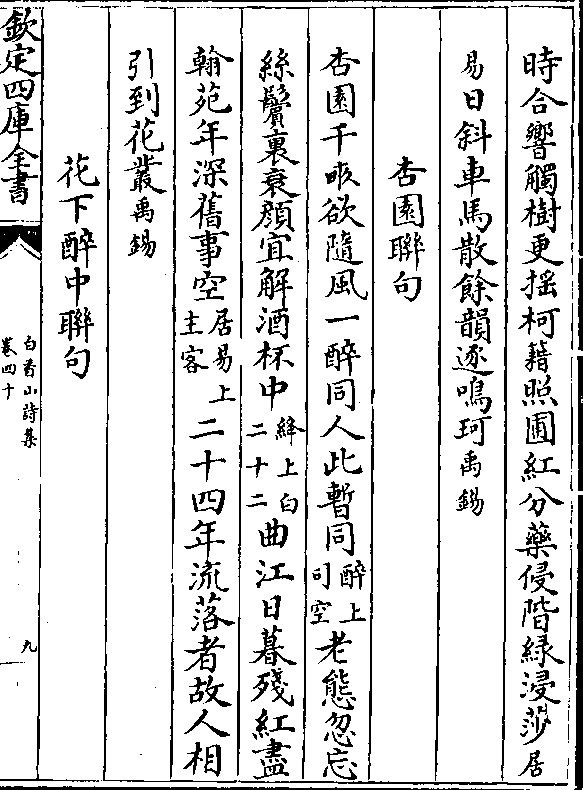 時合響觸樹更摇柯籍照圃紅分藥侵階緑浸莎居
易日斜車馬散餘韻逐鳴珂禹錫
杏園聯句
杏園千畝欲隨風一醉同人此暫同醉上司空老態忽忘
絲鬢裏衰顔宜解酒杯中絳上白二十二曲江日暮殘紅盡
翰苑年深舊事空居易上主客二十四年流落者故人相
引到花叢禹錫
花下醉中聯句
欽定四庫全書
白香山詩集
卷四十
九